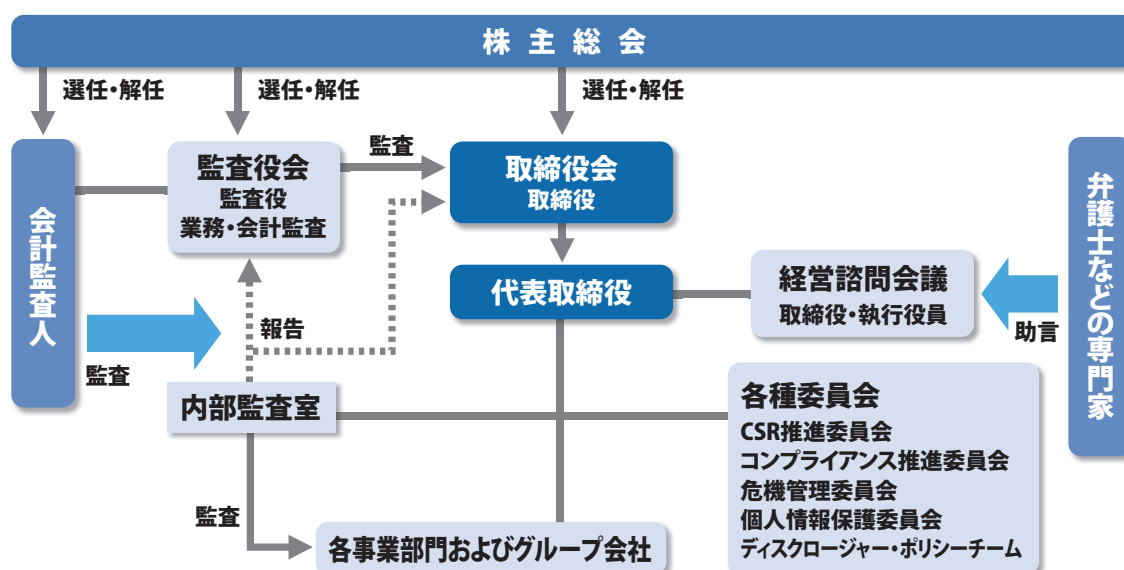 株主総会
選任・解任
選任・解任
選任・解任
会計監査人
監査役会
監査役
業務・会計監査
監査
取締役会
取締役
代表取締役
経営諮問会議
取締役・執行役員
助言
弁護士などの専門家
監査
報告
内部監査室
各種委員会
CSR推進委員会
コンプライアンス推進委員会
危機管理委員会
個人情報保護委員会
ディスクロージャー・ポリシーチーム
監査
各事業部門およびグループ会社